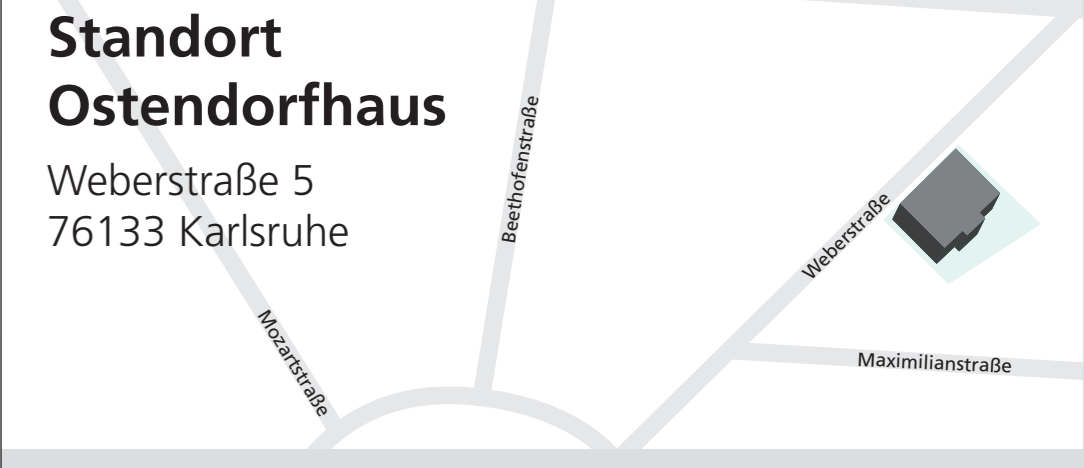 Standort
Ostendorfhaus
Weberstraße 5
76133 Karlsruhe
Beethofenstraße
Weberstraße
Mozartstraße
Maximilianstraße